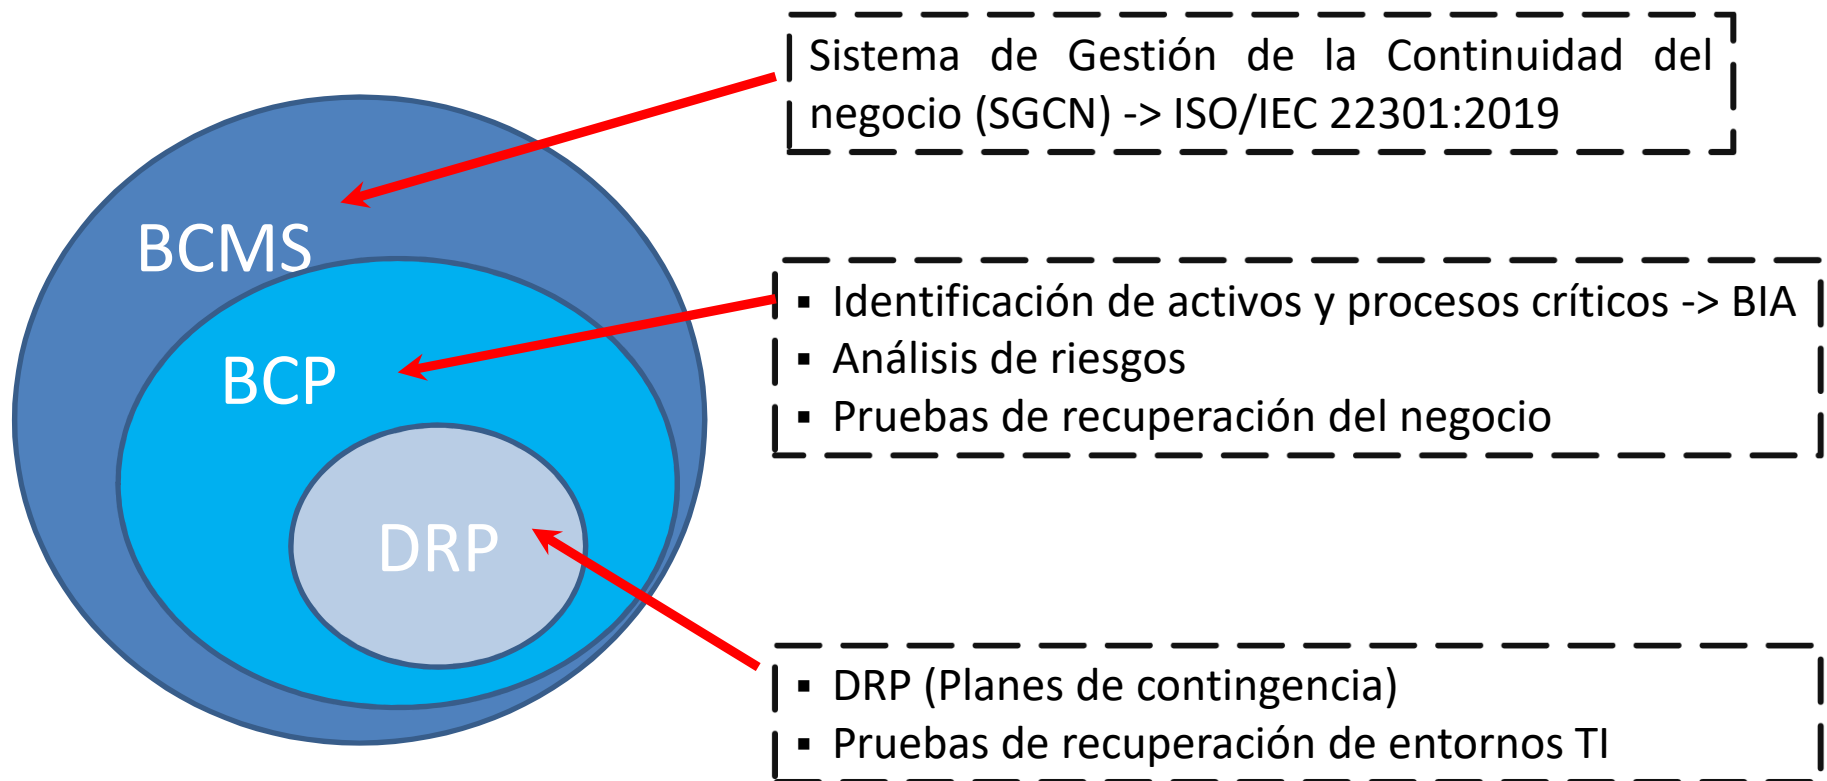 Sistema de Gestión de la Continuidad del
negocio (SGCN) -> ISO/IEC 22301:2019
BCMS
▪ Identificación de activos y procesos críticos -> BIA
▪ Análisis de riesgos
▪ Pruebas de recuperación del negocio
BCP
DRP
▪ DRP (Planes de contingencia)
▪ Pruebas de recuperación de entornos TI